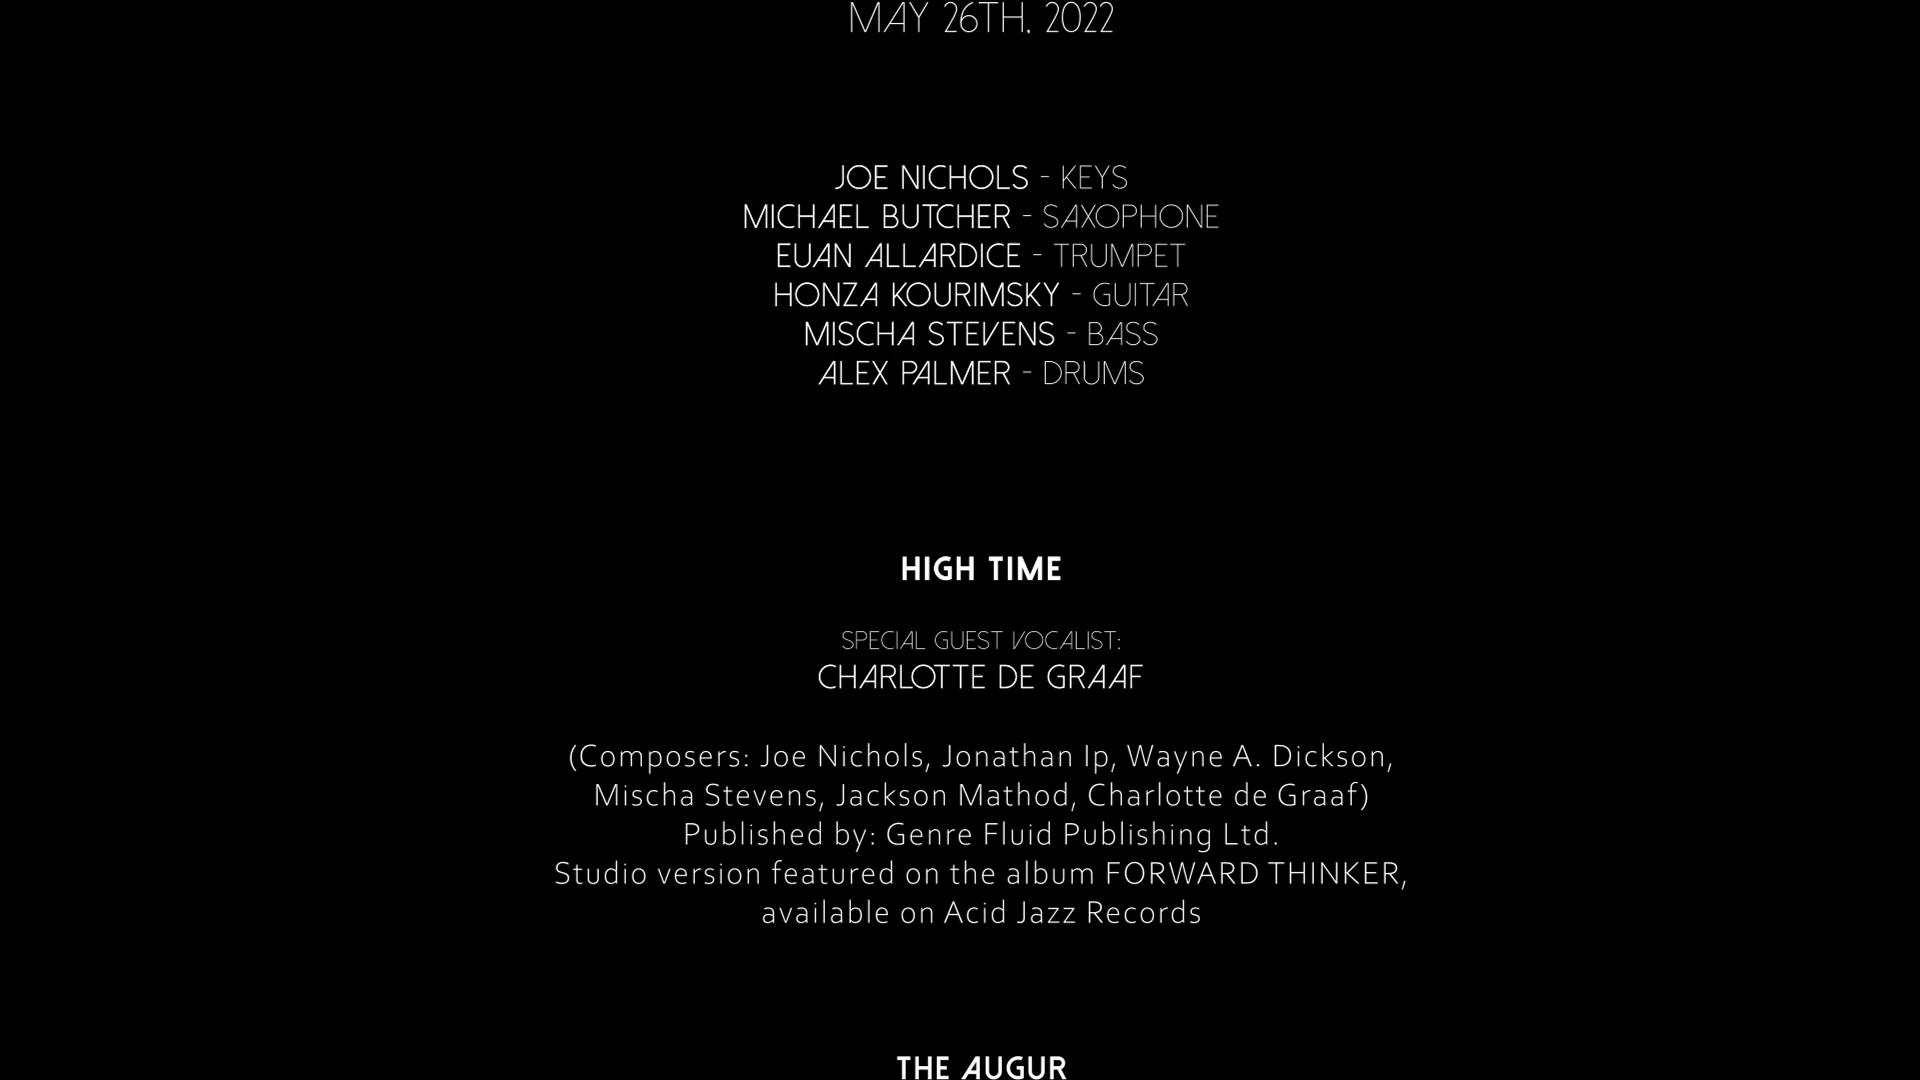 MAY 26TH, 2022
JOE NICHOLS - KEYS
MICHAEL BUTCHER - SAXOPHONE
EUAN ALLARDICE - TRUMPET
HONZA KOURIMSKY - GUITAR
MISCHA STEVENS - BASS
ALEX PALMER - DRUMS
HIGH TIME
SPECIAL GUEST VOCALIST:
CHARLOTTE DE GRAAF
(Composers: Joe Nichols, Jonathan Ip, Wayne A. Dickson,
Mischa Stevens, Jackson Mathod, Charlotte de Graaf)
Published by: Genre Fluid Publishing Ltd.
Studio version featured on the album FORWARD THINKER,
available on Acid Jazz Records
THE AUGUR